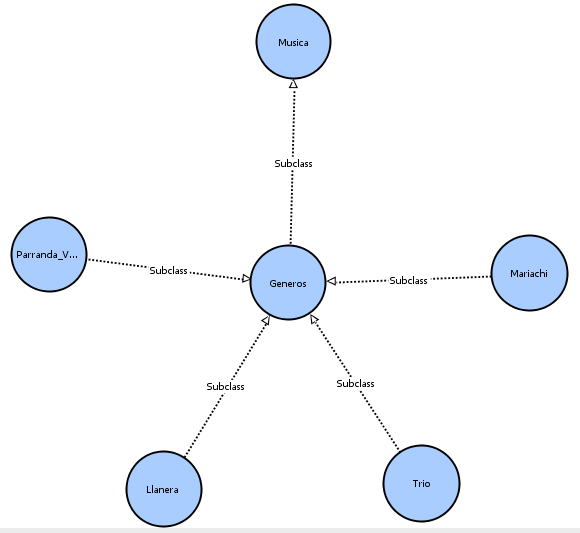 Musica
Subclass
Parranda_V...
Subclass
Generos
Subclass
Mariachi
Subclass
Subclass
Llanera
Trio